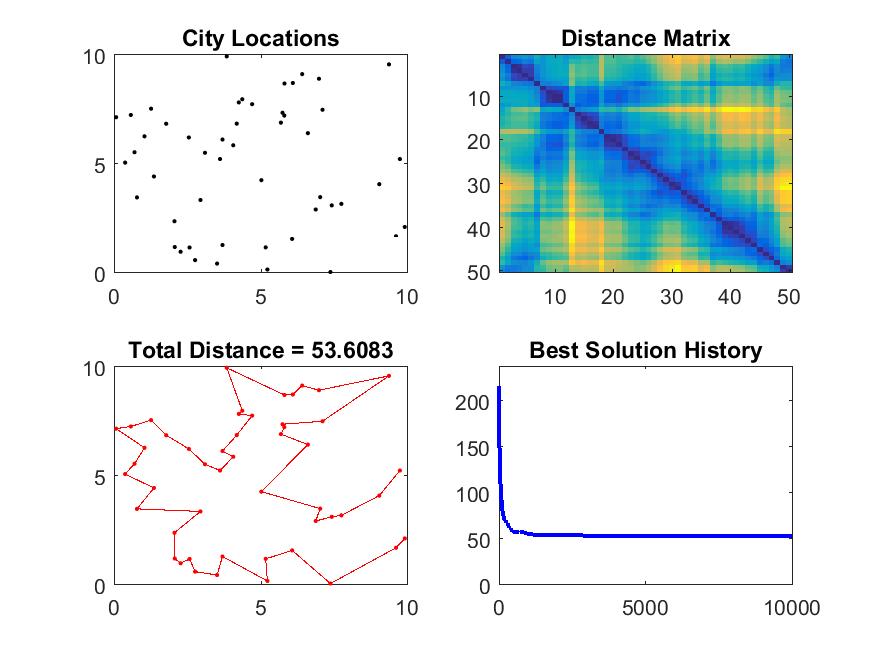 City Locations
10
5
0
0 5 10
Distance Matrix
10
20
30
40
50
10 20 30 40 50
Total Distance = 53.6083
10
5
0
0 5 10
Best Solution History
200
150
100
50
0
0 5000 10000